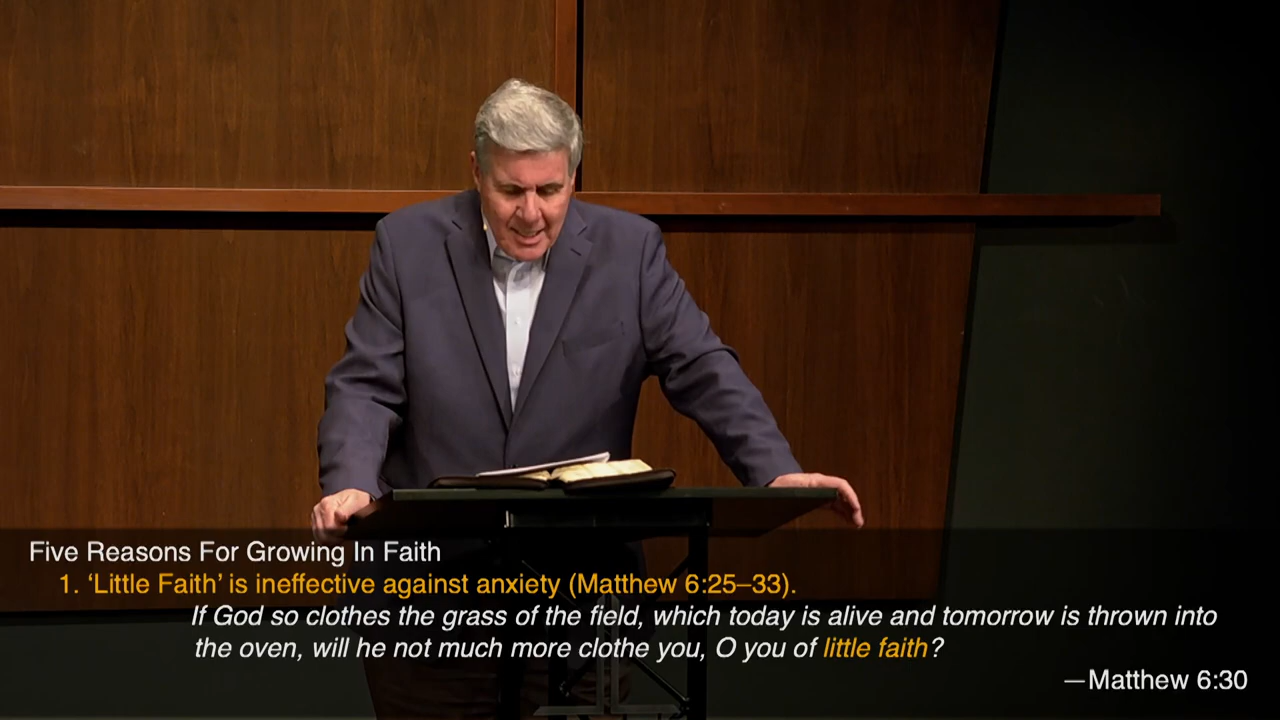 Five Reasons For Growing In Faith
1. ‘Little Faith’ is ineffective against anxiety (Matthew 6:25–33).
If God so clothes the grass of the field, which today is alive and tomorrow is thrown into
the oven, will he not much more clothe you, O you of little faith?
—Matthew 6:30